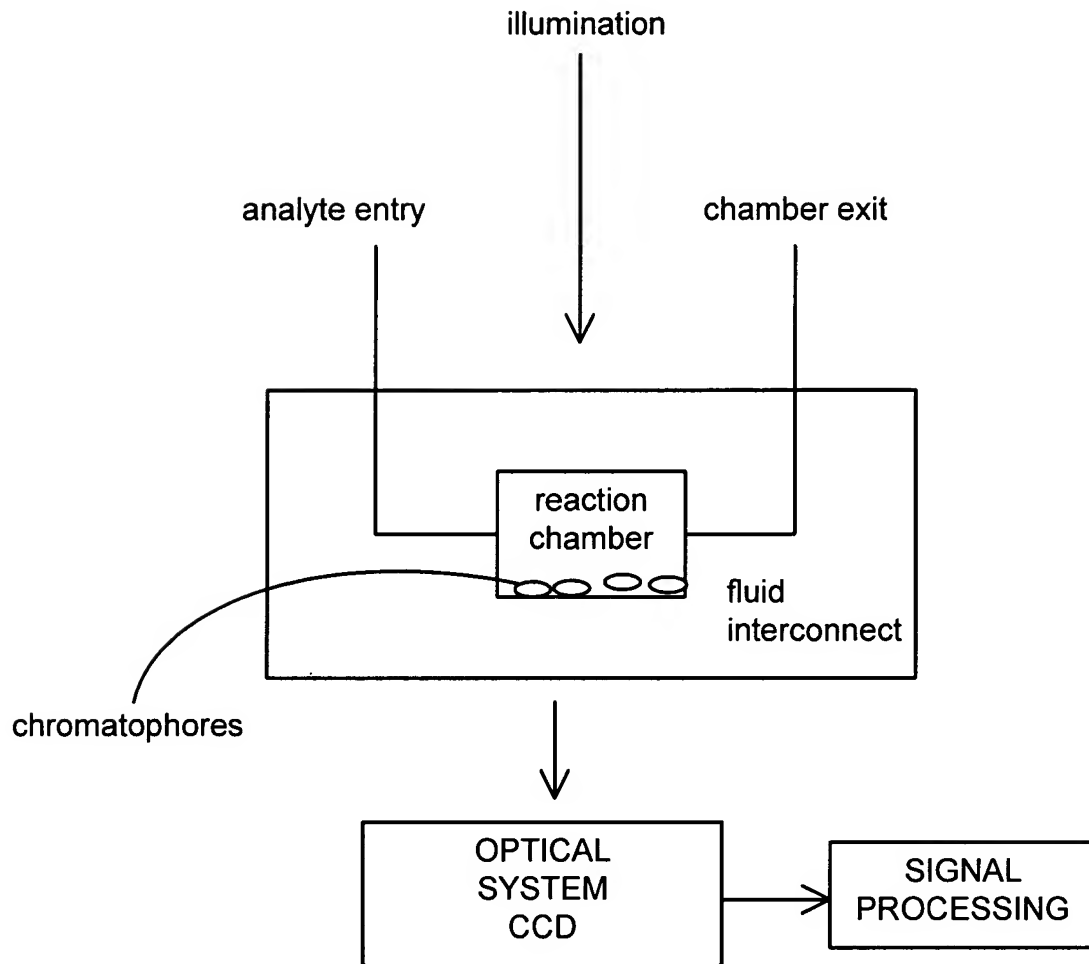 illumination
analyte entry
chamber exit
reaction
chamber
fluid
interconnect
chromatophores
OPTICAL
SYSTEM
CCD
SIGNAL
PROCESSING